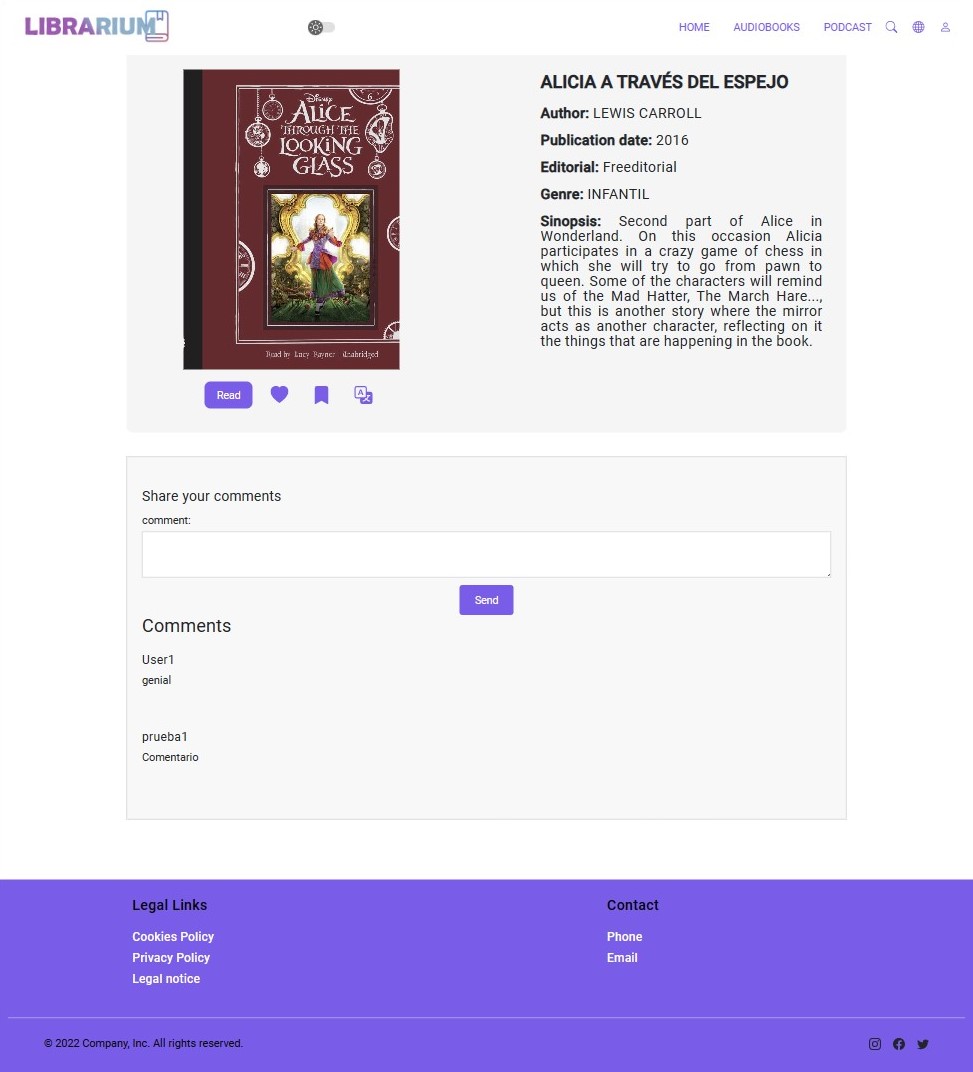 LIBRARIUM
HOME AUDIOBOOKS PODCAST
Disney
ALICE
THROUGH THE
LOOKING
GLASS
Read by Lucy Rayner Unabridged
Read
ALICIA A TRAVÉS DEL ESPEJO
Author: LEWIS CARROLL
Publication date: 2016
Editorial: Freeditorial
Genre: INFANTIL
Sinopsis: Second part of Alice in
Wonderland. On this occasion Alicia
participates in a crazy game of chess in
which she will try to go from pawn to
queen. Some of the characters will remind
us of the Mad Hatter, The March Hare...,
but this is another story where the mirror
acts as another character, reflecting on it
the things that are happening in the book.
Share your comments
comment:
Send
Comments
User1
genial
prueba1
Comentario
Legal Links
Cookies Policy
Privacy Policy
Legal notice
Contact
Phone
Email
© 2022 Company, Inc. All rights reserved.